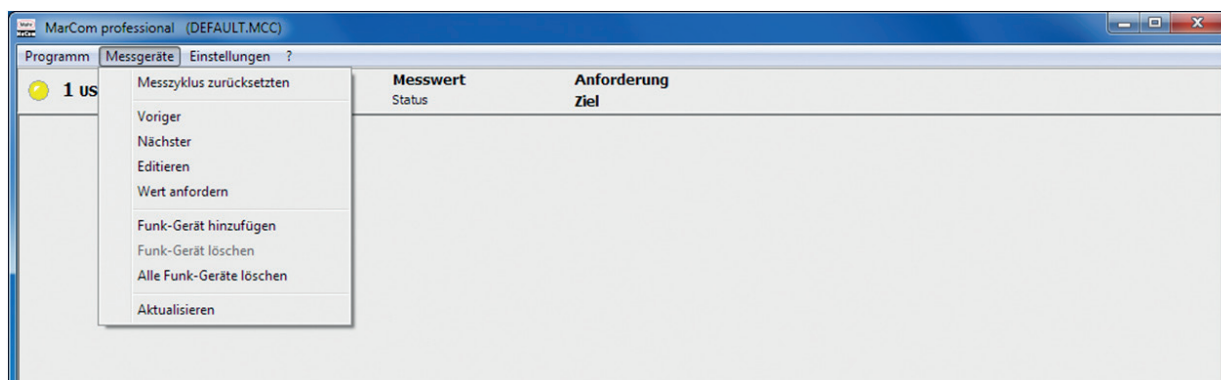 MarCom professional (DEFAULT.MCC)
Programm Messgeräte Einstellungen ?
1 us
Messwert
Status
Anforderung
Ziel
Messzyklus zurücksetzten
Voriger
Nächster
Editieren
Wert anfordern
Funk-Gerät hinzufügen
Funk-Gerät löschen
Alle Funk-Geräte löschen
Aktualisieren